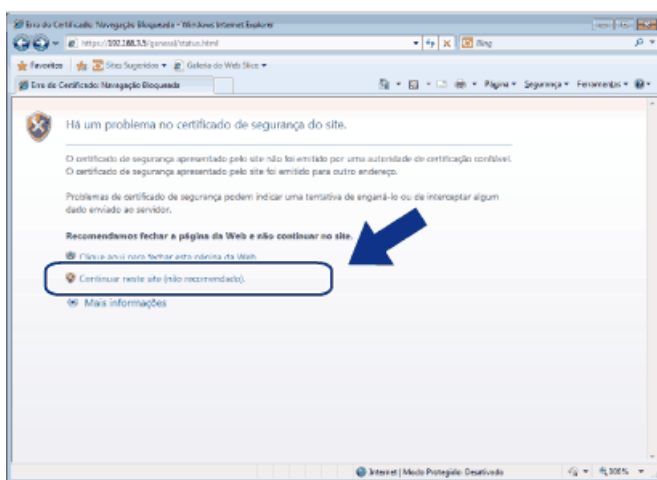 Erro do Certificado: Navegação Bloqueada - Windows Internet Explorer
https://192.168.3.3/general/status.html
Bing
Favoritos
Sites Sugeridos
Galeria do Web Slice
Erro do Certificado: Navegação Bloqueada
Página
Segurança
Ferramentas
Há um problema no certificado de segurança do site.
O certificado de segurança apresentado pelo site não foi emitido por uma autoridade de certificação confiável.
O certificado de segurança apresentado pelo site foi emitido para outro endereço.
Problemas de certificado de segurança podem indicar uma tentativa de enganá-lo ou de interceptar algum
dado enviado ao servidor.
Recomendamos fechar a página da Web e não continuar no site.
Clique aqui para fechar esta página da Web.
Continuar neste site (não recomendado).
Mais informações
Internet | Modo Protegido: Desativado